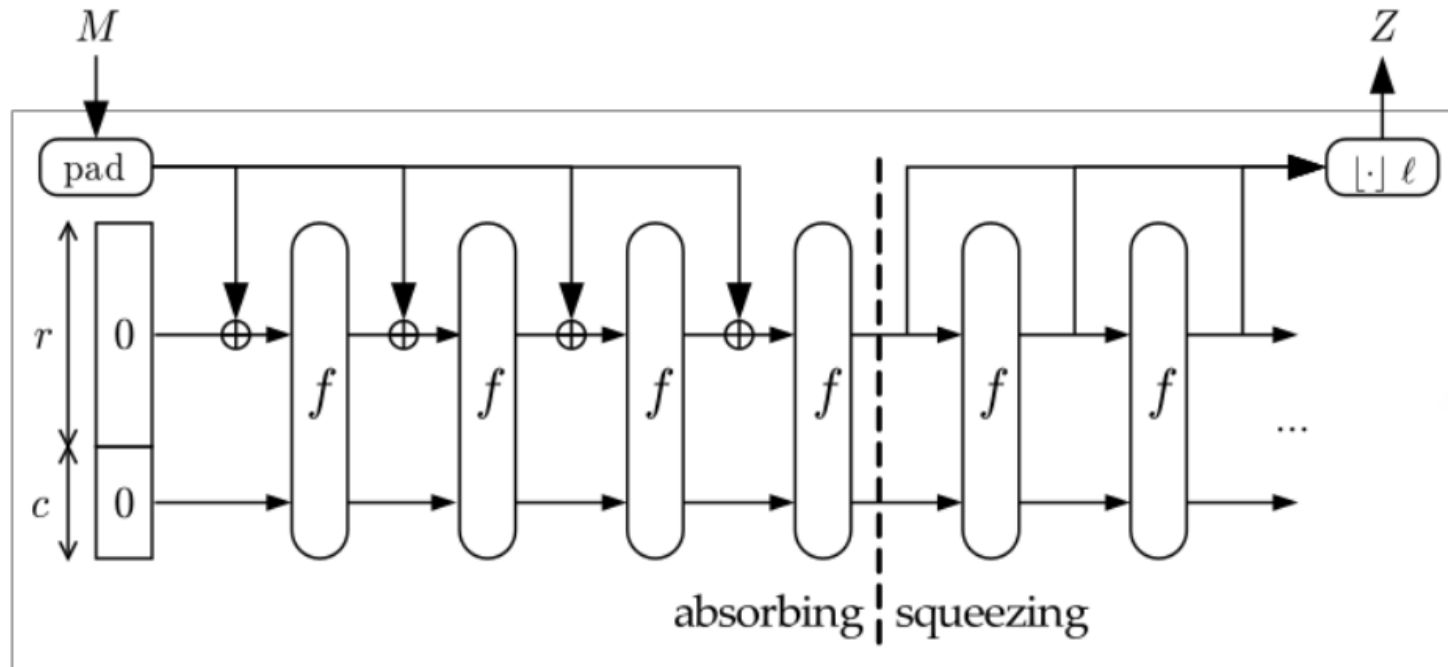 M Z
pad ⌊·⌋ ℓ
r 0 f f f f f f
...
c 0
absorbing squeezing